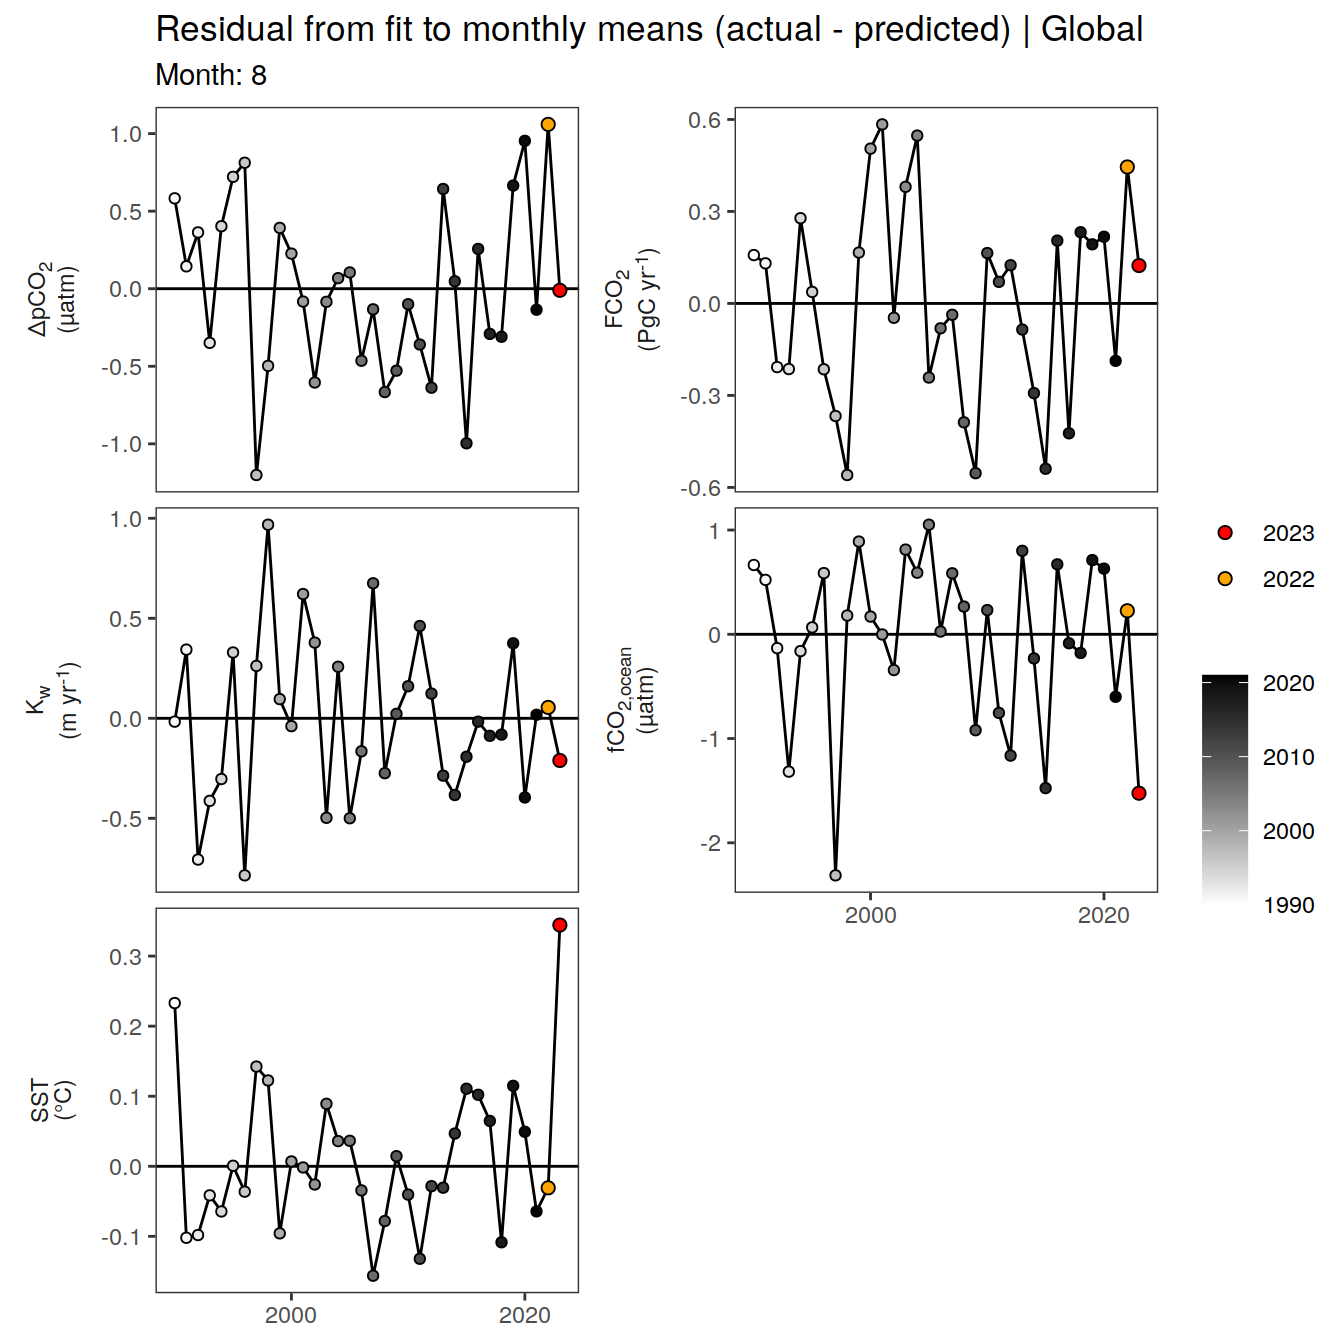 Residual from fit to monthly means (actual - predicted) | Global
Month: 8
ΔpCO2
(µatm)
1.0
0.5
0.0
-0.5
-1.0
FCO2
(PgC yr-1)
0.6
0.3
0.0
-0.3
-0.6
Kw
(m yr-1)
1.0
0.5
0.0
-0.5
fCO2,ocean
(µatm)
1
0
-1
-2
2000
2020
SST
(°C)
0.3
0.2
0.1
0.0
-0.1
2000
2020
2023
2022
2020
2010
2000
1990